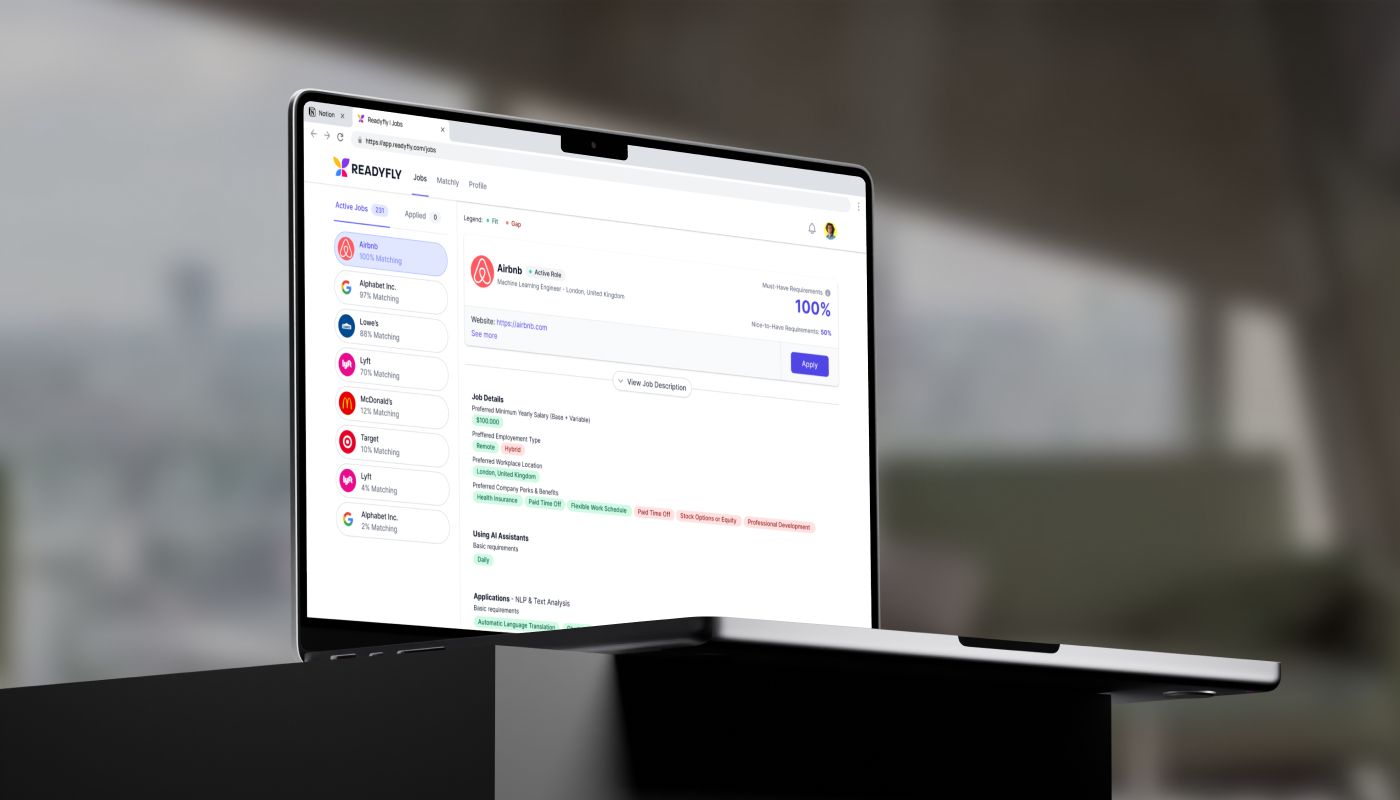 Notion
Readyfly | Jobs
https://app.readyfly.com/jobs
READYFLY
Jobs
Matchly
Profile
Active Jobs 231
Applied 0
Airbnb
100% Matching
Alphabet Inc.
97% Matching
Lowe's
88% Matching
Lyft
70% Matching
McDonald's
12% Matching
Target
10% Matching
Lyft
4% Matching
Alphabet Inc.
2% Matching
Legend: Fit Gap
Airbnb Active Role
Machine Learning Engineer - London, United Kingdom
Must-Have Requirements
100%
Nice-to-Have Requirements: 50%
Website: https://airbnb.com
See more
Apply
View Job Description
Job Details
Preferred Minimum Yearly Salary (Base + Variable)
$100.000
Preffered Employement Type
Remote Hybrid
Preferred Workplace Location
London, United Kingdom
Preferred Company Perks & Benefits
Health Insurance Paid Time Off Flexible Work Schedule Paid Time Off Stock Options or Equity Professional Development
Using AI Assistants
Basic requirements
Daily
Applications - NLP & Text Analysis
Basic requirements
Automatic Language Translation